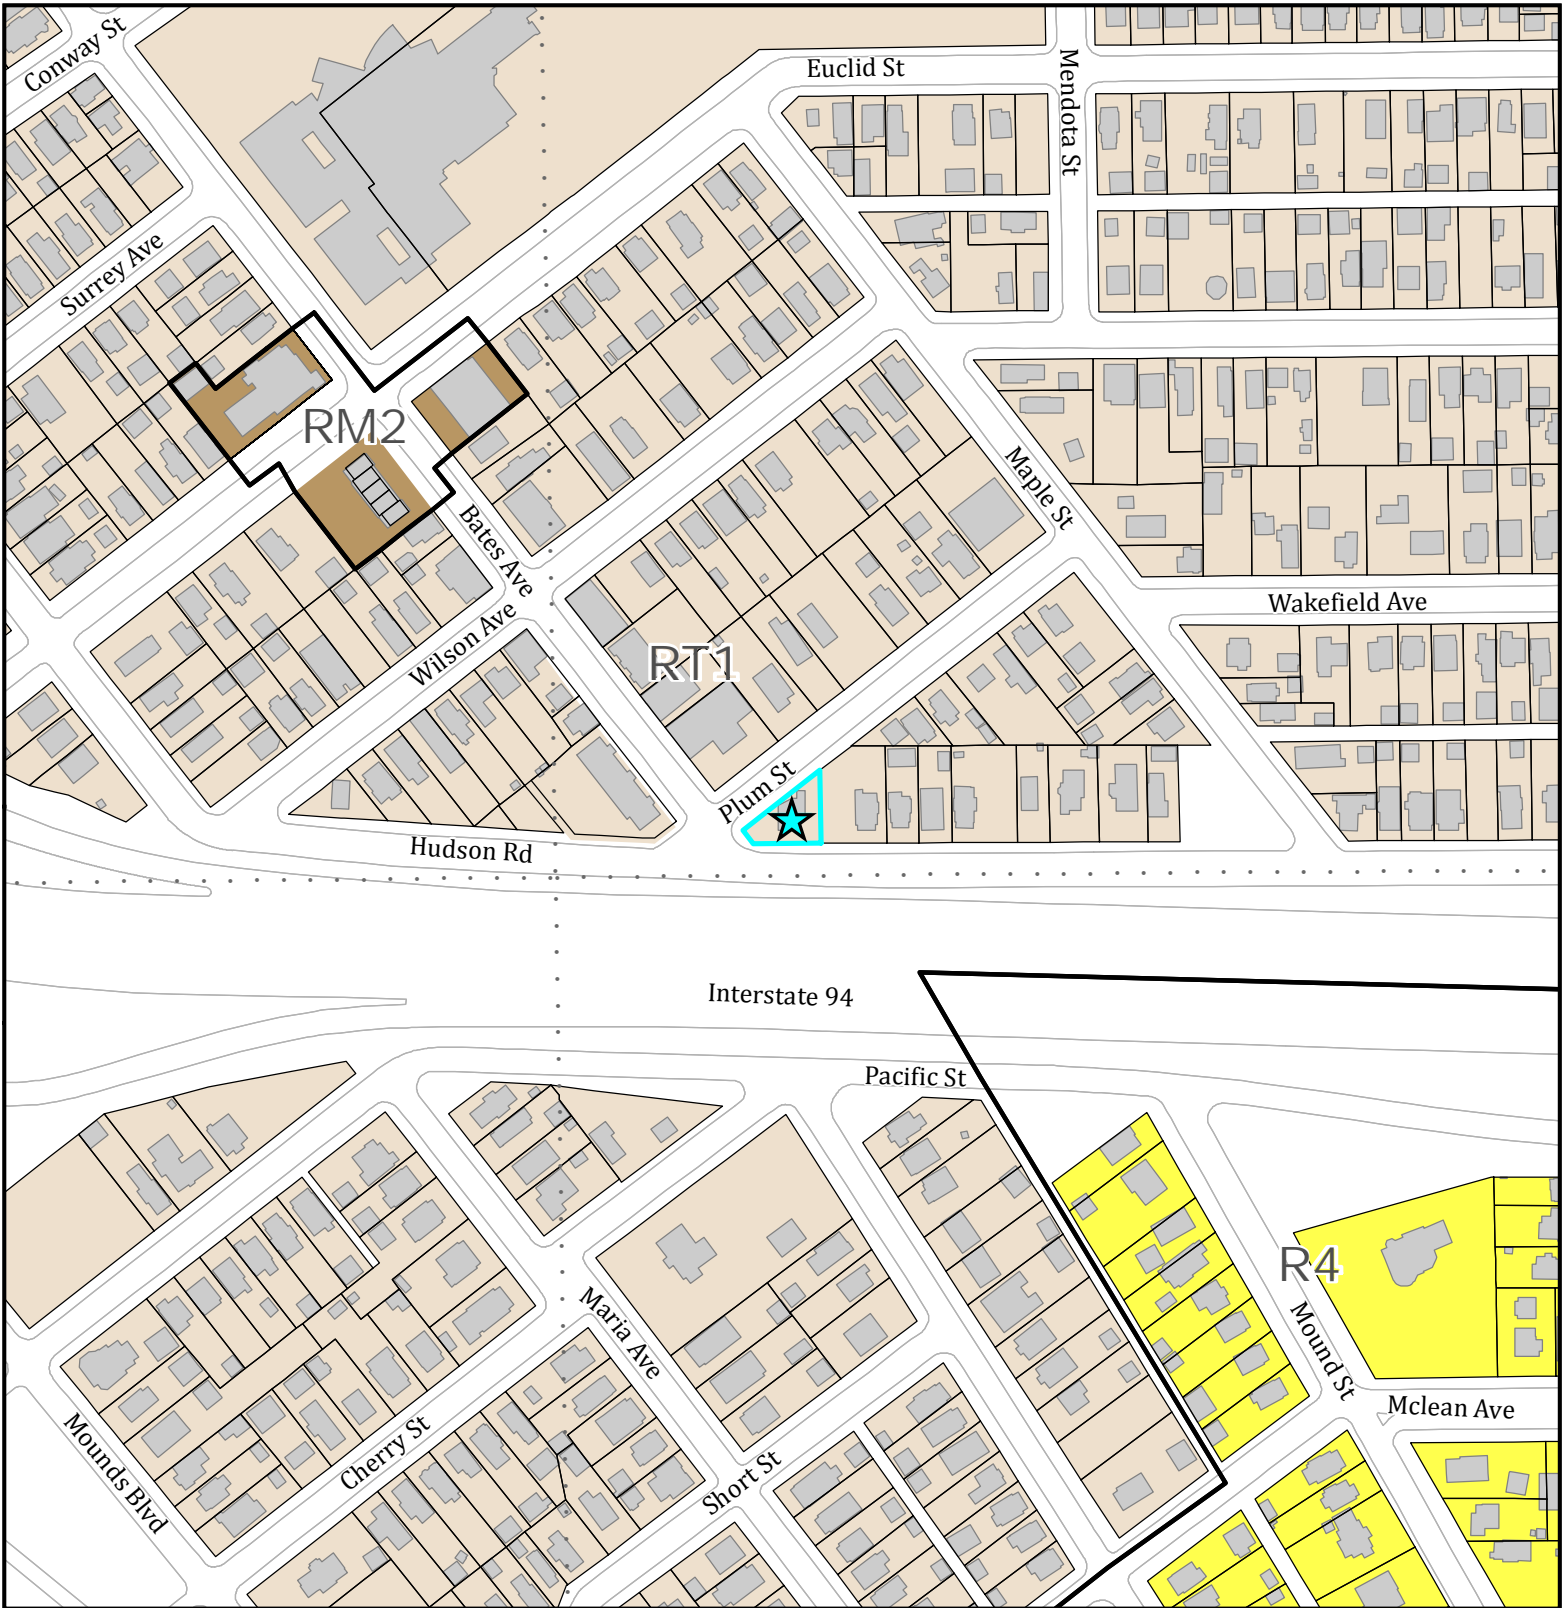 Conway St
Euclid St
Mendota St
Surrey Ave
RM2
Maple St
Bates Ave
Wakefield Ave
Wilson Ave
RT1
Plum St
Hudson Rd
Interstate 94
Pacific St
R4
Maria Ave
Mound St
Mclean Ave
Mounds Blvd
Cherry St
Short St